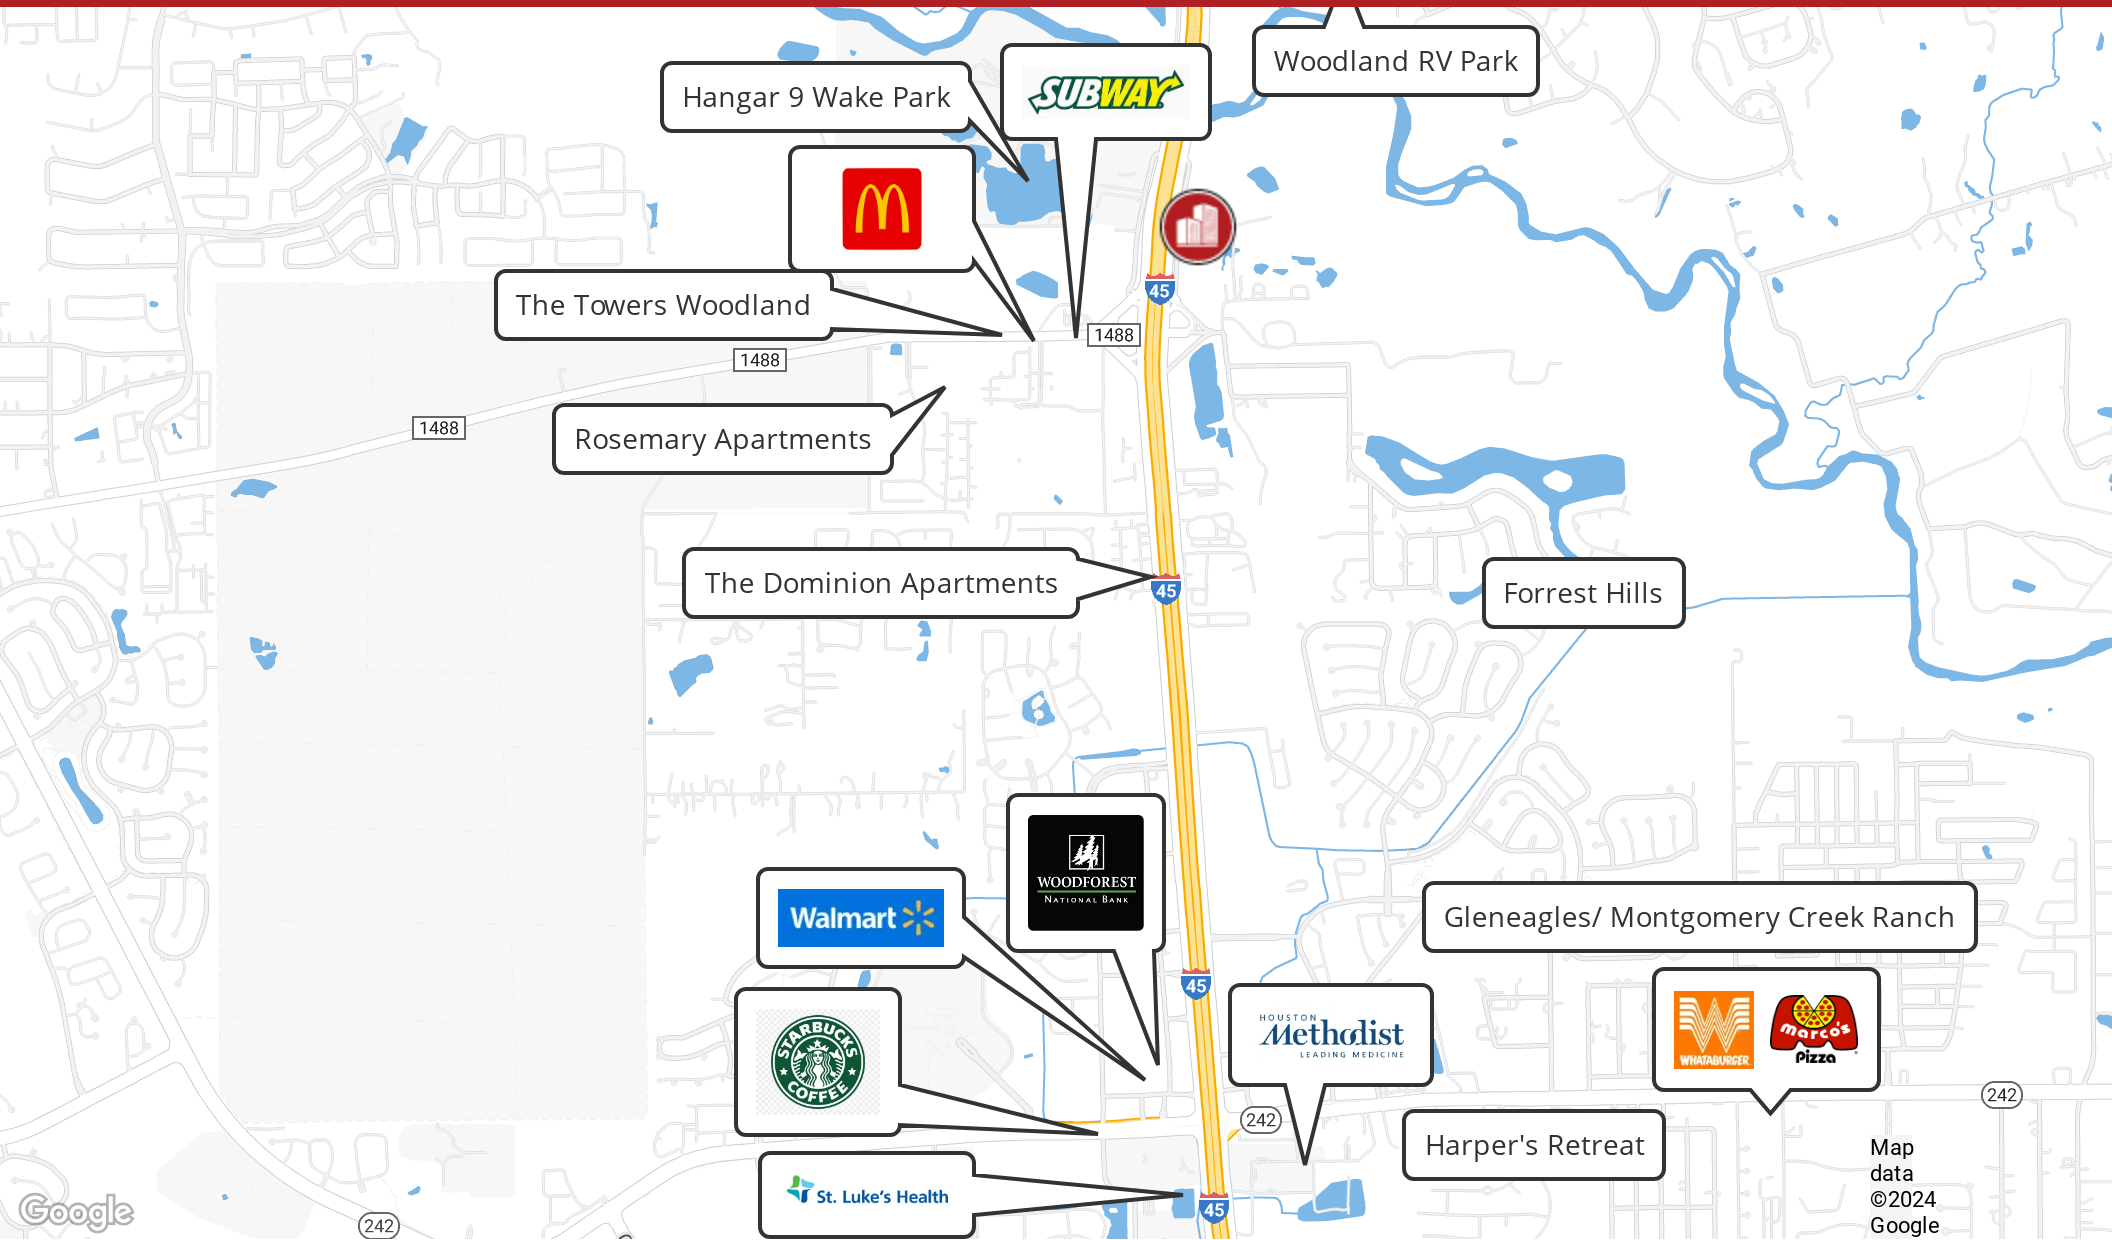 Woodland RV Park
SUBWAY
Hangar 9 Wake Park
M
45
The Towers Woodland
1488
1488
1488
Rosemary Apartments
The Dominion Apartments
45
Forrest Hills
WOODFOREST
NATIONAL BANK
Walmart
Gleneagles/ Montgomery Creek Ranch
45
STARBUCKS
COFFEE
HOUSTON
Methodist
LEADING MEDICINE
W
WHATABURGER
Marco's
Pizza
242
242
Harper's Retreat
St. Luke's Health
45
242
Google
Map
data
©2024
Google